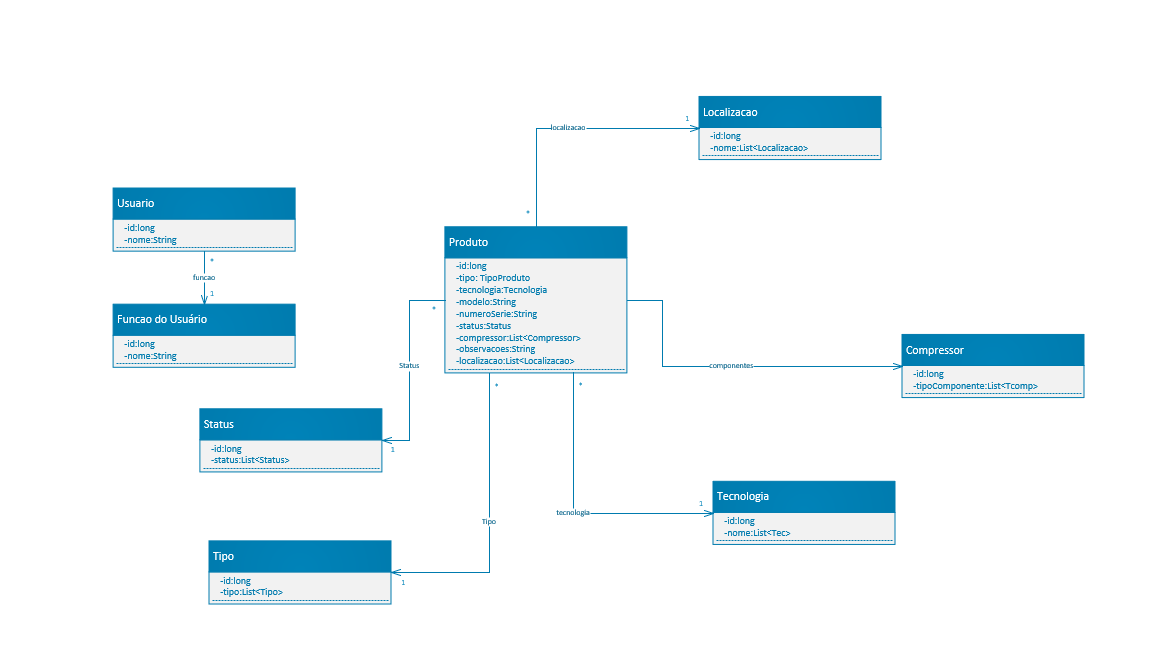 Localizacao
-id:long
-nome:List<Localizacao>
1
localizacao
*
Usuario
-id:long
-nome:String
*
funcao
1
Funcao do Usuário
-id:long
-nome:String
Produto
-id:long
-tipo: TipoProduto
-tecnologia:Tecnologia
-modelo:String
-numeroSerie:String
-status:Status
-compressor:List<Compressor>
-observacoes:String
-localizacao:List<Localizacao>
*
Status
1
Status
-id:long
-status:List<Status>
componentes
Compressor
-id:long
-tipoComponente:List<Tcomp>
*
Tipo
1
Tipo
-id:long
-tipo:List<Tipo>
*
tecnologia
1
Tecnologia
-id:long
-nome:List<Tec>